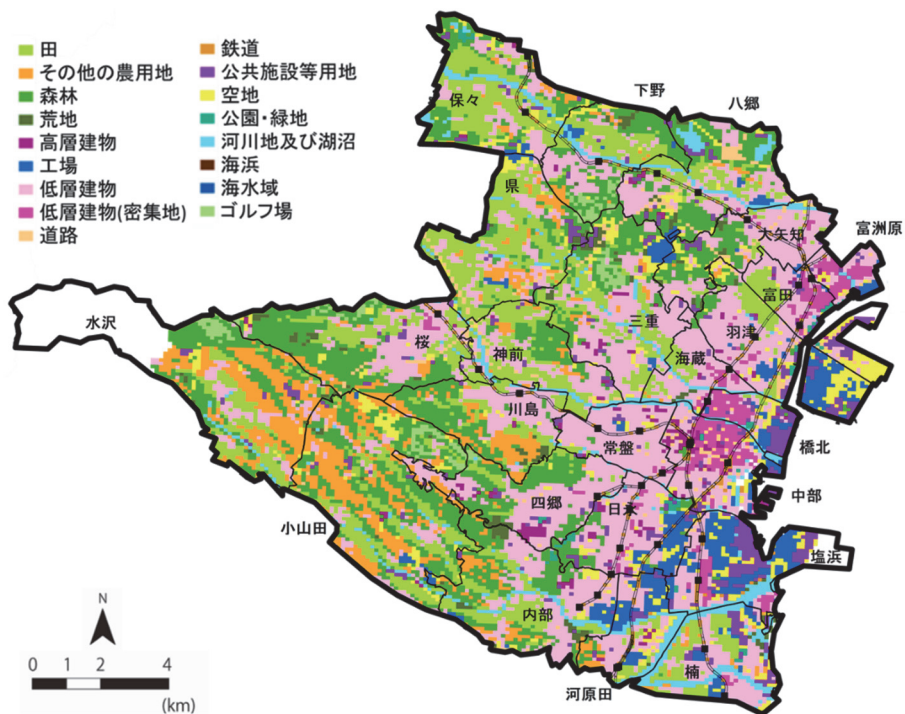 田
その他の農用地
森林
荒地
高層建物
工場
低層建物
低層建物(密集地)
道路
鉄道
公共施設等用地
空地
公園・緑地
河川地及び湖沼
海浜
海水域
ゴルフ場
保々
下野
八郷
県
大矢知
富洲原
富田
水沢
桜
神前
三重
羽津
海蔵
川島
常盤
橋北
四郷
日永
中部
小山田
塩浜
内部
楠
河原田
N
0 1 2 4
(km)